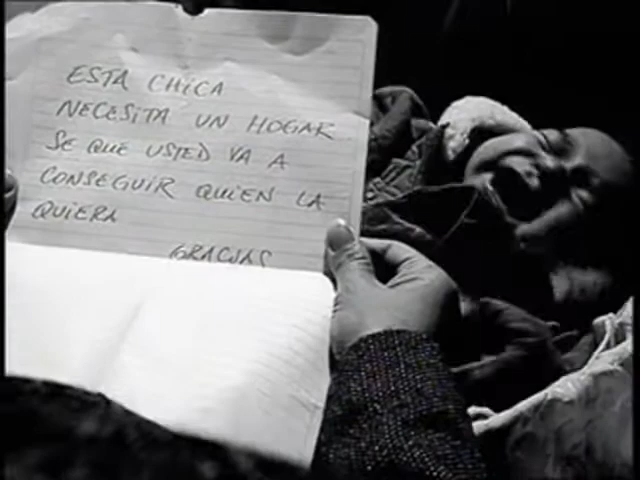 ESTA CHICA
NECESITA UN HOGAR
SE QUE USTED VA A
CONSEGUIR QUIEN LA
QUIERA
GRACIAS